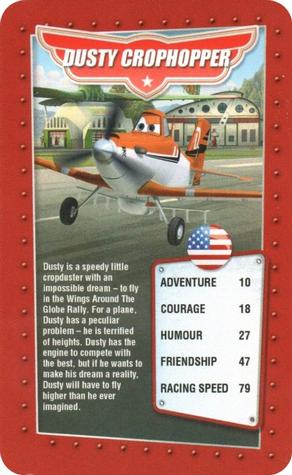 DUSTY CROPHOPPER
Dusty is a speedy little
cropduster with an
impossible dream – to fly
in the Wings Around The
Globe Rally. For a plane,
Dusty has a peculiar
problem – he is terrified
of heights. Dusty has the
engine to compete with
the best, but if he wants to
make his dream a reality,
Dusty will have to fly
higher than he ever
imagined.
ADVENTURE 10
COURAGE 18
HUMOUR 27
FRIENDSHIP 47
RACING SPEED 79